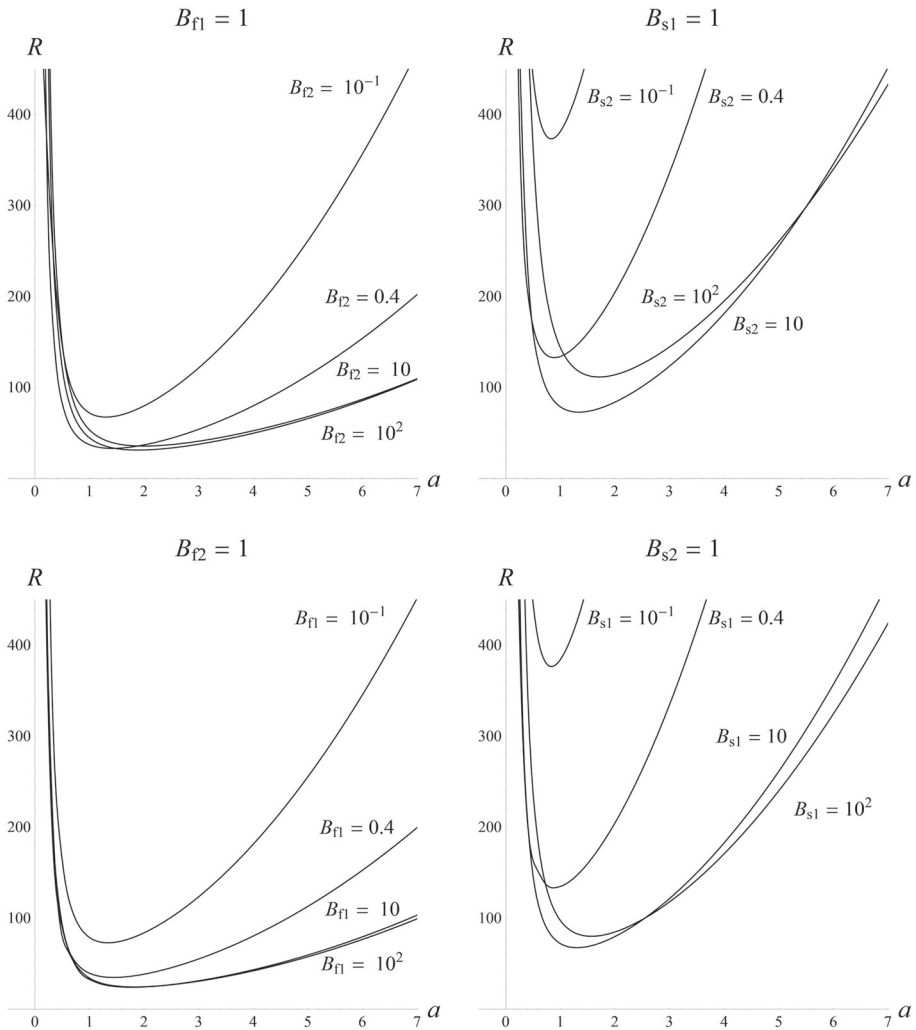 B_f1 = 1
R
400
300
200
100
0 1 2 3 4 5 6 7 a
B_f2 = 10^-1
B_f2 = 0.4
B_f2 = 10
B_f2 = 10^2
B_s1 = 1
R
400
300
200
100
0 1 2 3 4 5 6 7 a
B_s2 = 10^-1
B_s2 = 0.4
B_s2 = 10^2
B_s2 = 10
B_f2 = 1
R
400
300
200
100
0 1 2 3 4 5 6 7 a
B_f1 = 10^-1
B_f1 = 0.4
B_f1 = 10
B_f1 = 10^2
B_s2 = 1
R
400
300
200
100
0 1 2 3 4 5 6 7 a
B_s1 = 10^-1
B_s1 = 0.4
B_s1 = 10
B_s1 = 10^2